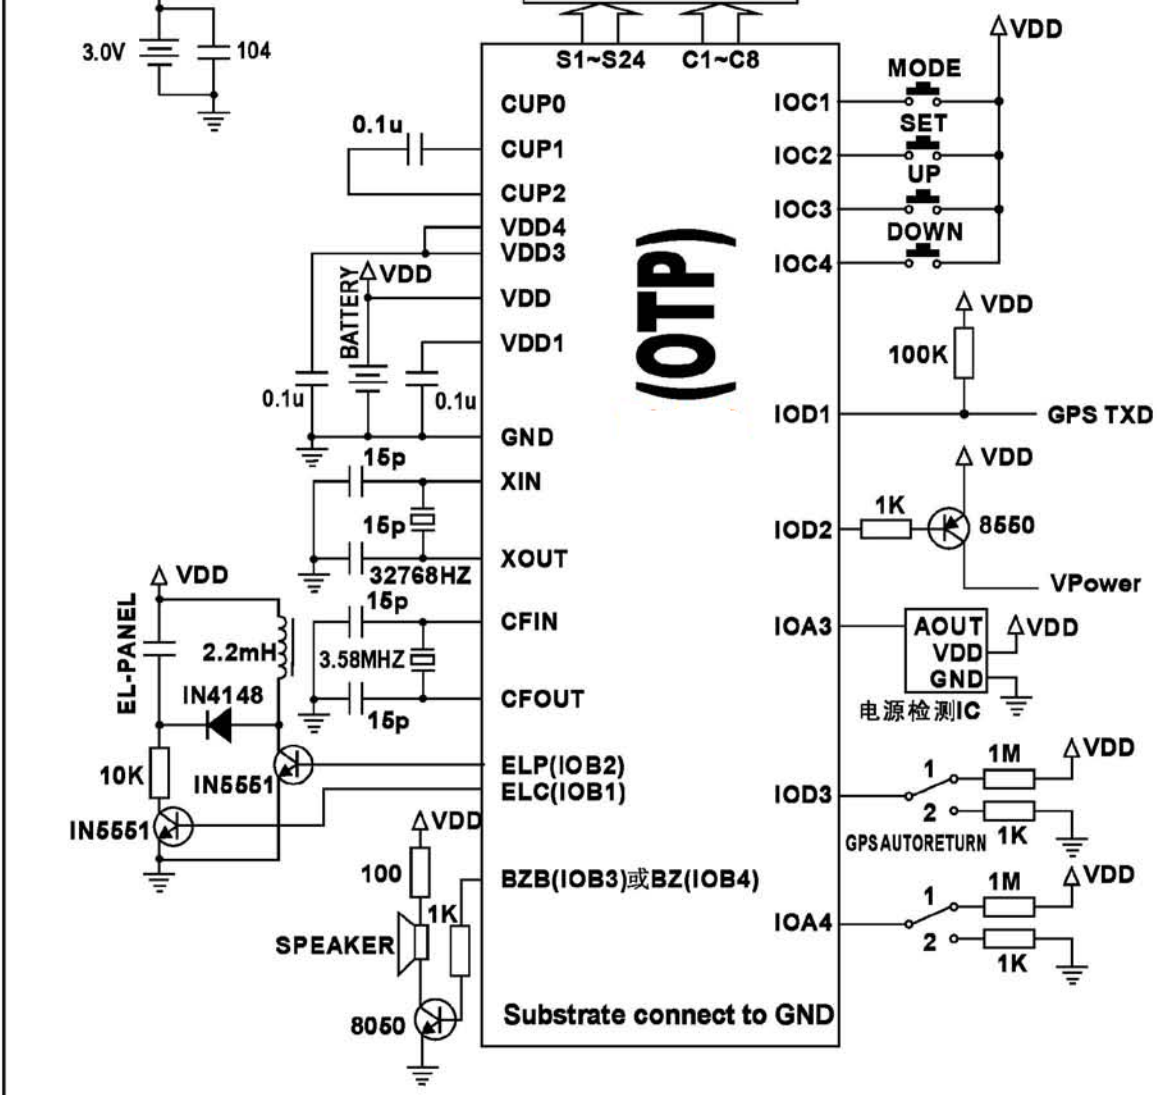 3.0V
104
S1~S24
C1~C8
CUP0
0.1u
CUP1
CUP2
VDD4
VDD3
VDD
BATTERY
VDD
VDD1
0.1u
0.1u
GND
15p
XIN
15p
XOUT
32768HZ
15p
CFIN
3.58MHZ
CFOUT
15p
VDD
EL-PANEL
2.2mH
IN4148
10K
IN5551
IN5551
ELP(IOB2)
ELC(IOB1)
VDD
100
BZB(IOB3)或BZ(IOB4)
1K
SPEAKER
8050
Substrate connect to GND
(OTP)
VDD
MODE
IOC1
SET
IOC2
UP
IOC3
DOWN
IOC4
VDD
100K
IOD1
GPS TXD
VDD
1K
IOD2
8550
VPower
IOA3
AOUT
VDD
VDD
GND
电源检测IC
VDD
1M
1
IOD3
2
1K
GPS AUTORETURN
VDD
1M
1
IOA4
2
1K